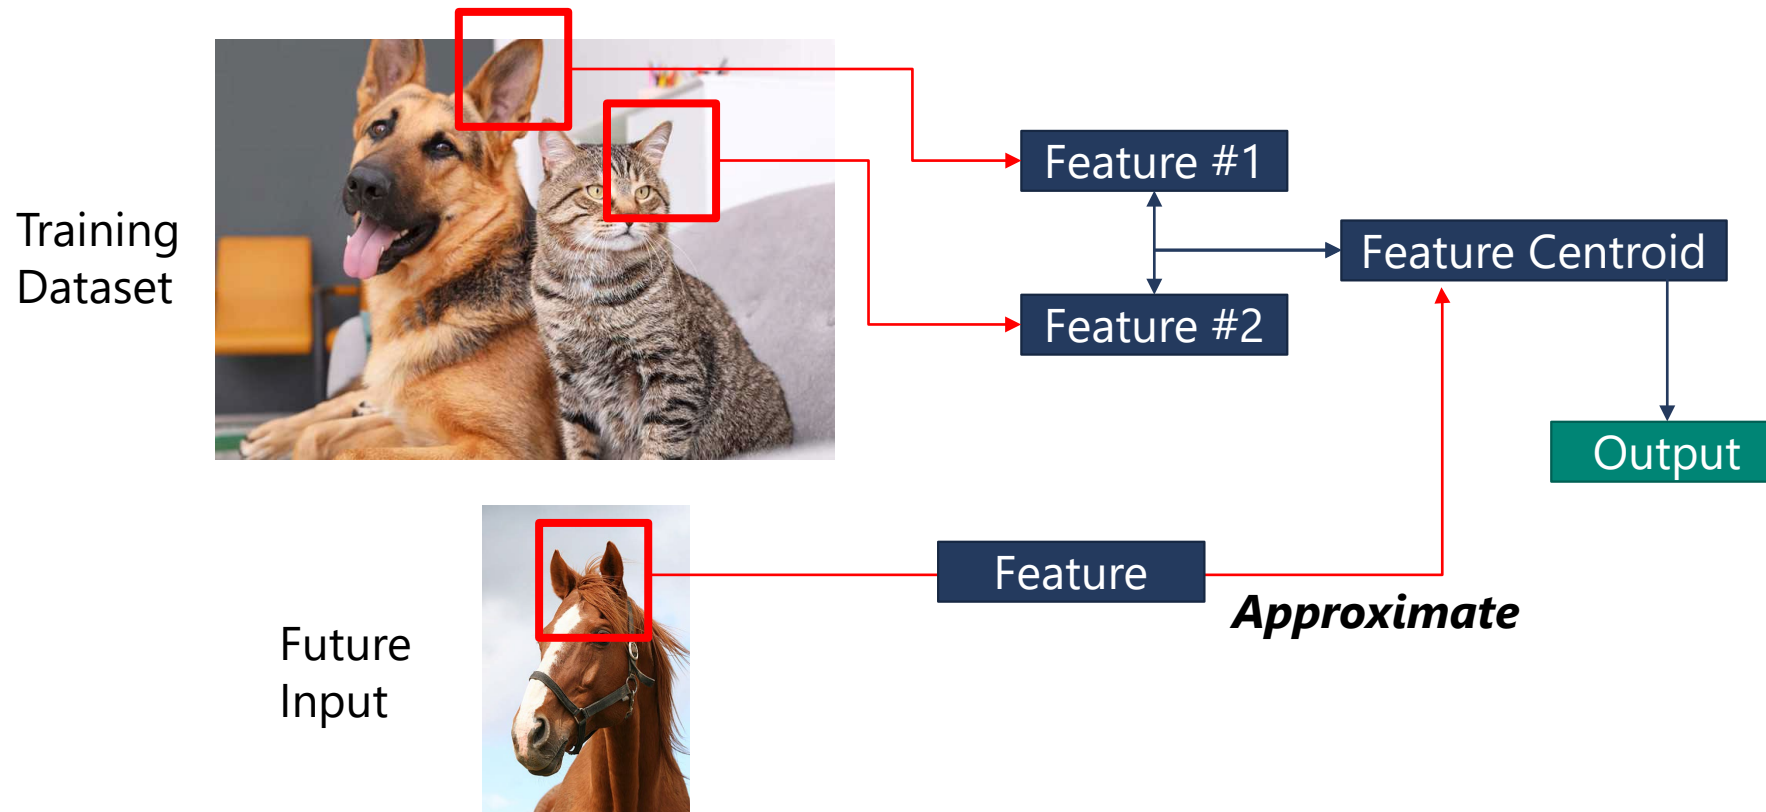 Training
Dataset
Feature #1
Feature #2
Feature Centroid
Output
Feature
Approximate
Future
Input